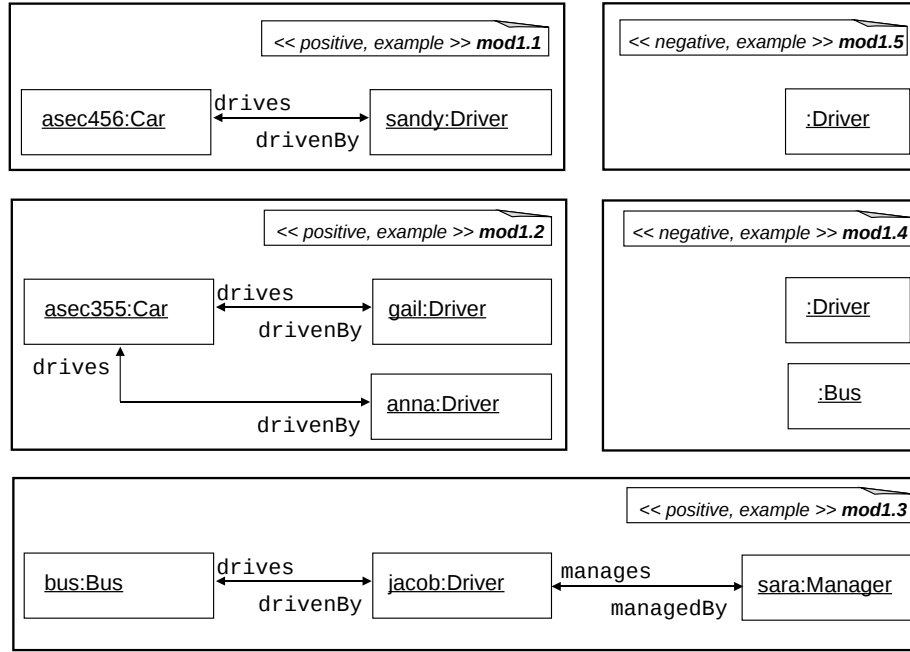 << positive, example >> mod1.1
asec456:Car
drives
drivenBy
sandy:Driver
<< negative, example >> mod1.5
:Driver
<< positive, example >> mod1.2
asec355:Car
drives
drivenBy
gail:Driver
drives
drivenBy
anna:Driver
<< negative, example >> mod1.4
:Driver
:Bus
<< positive, example >> mod1.3
bus:Bus
drives
drivenBy
jacob:Driver
manages
managedBy
sara:Manager